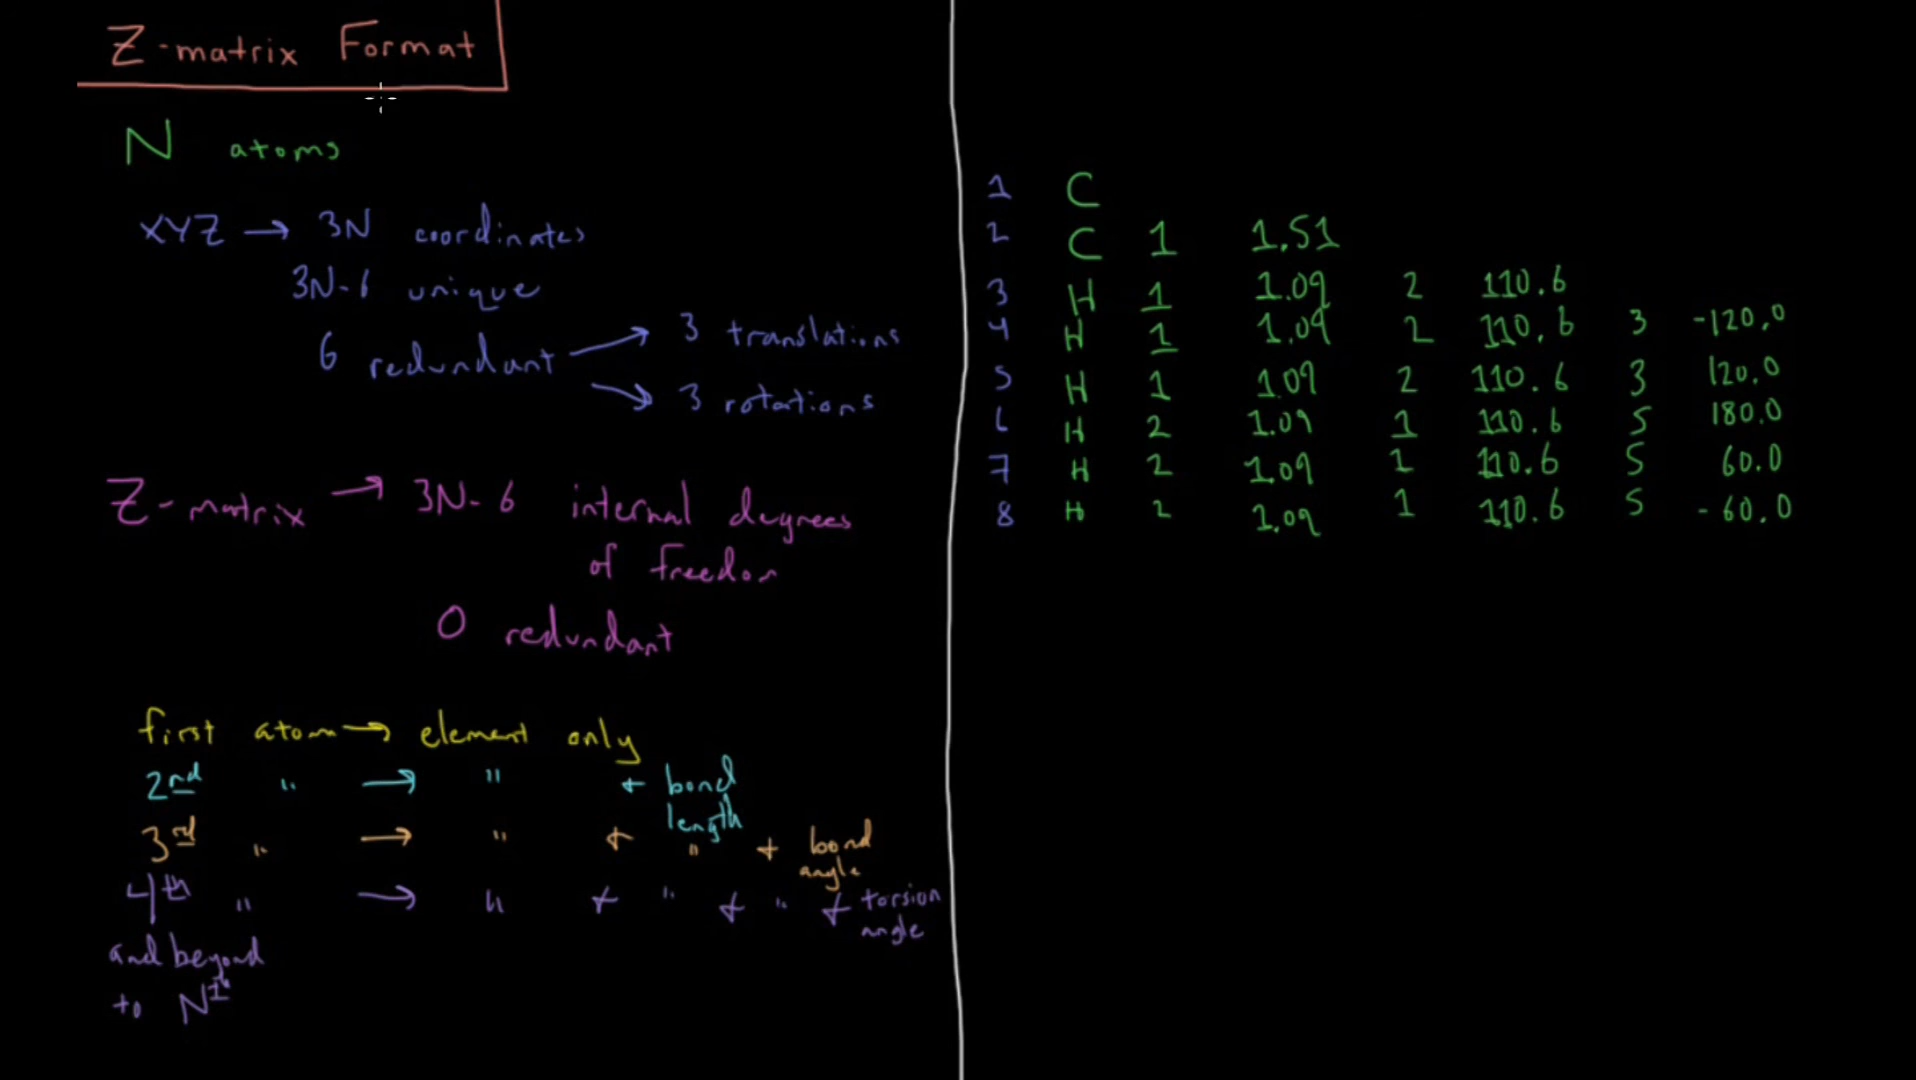 Z-matrix Format
N atoms
XYZ → 3N coordinates
3N-6 unique
6 redundant → 3 translations
→ 3 rotations
Z-matrix → 3N-6 internal degrees
of freedom
0 redundant
first atom → element only
2nd " → " + bond
length
3rd " → " + " + bond
angle
4th " → " + " + " + torsion
angle
and beyond
to Nth
1 C
2 C 1 1.51
3 H 1 1.09 2 110.6
4 H 1 1.09 2 110.6 3 -120.0
5 H 1 1.09 2 110.6 3 120.0
6 H 2 1.09 1 110.6 5 180.0
7 H 2 1.09 1 110.6 5 60.0
8 H 2 1.09 1 110.6 5 -60.0